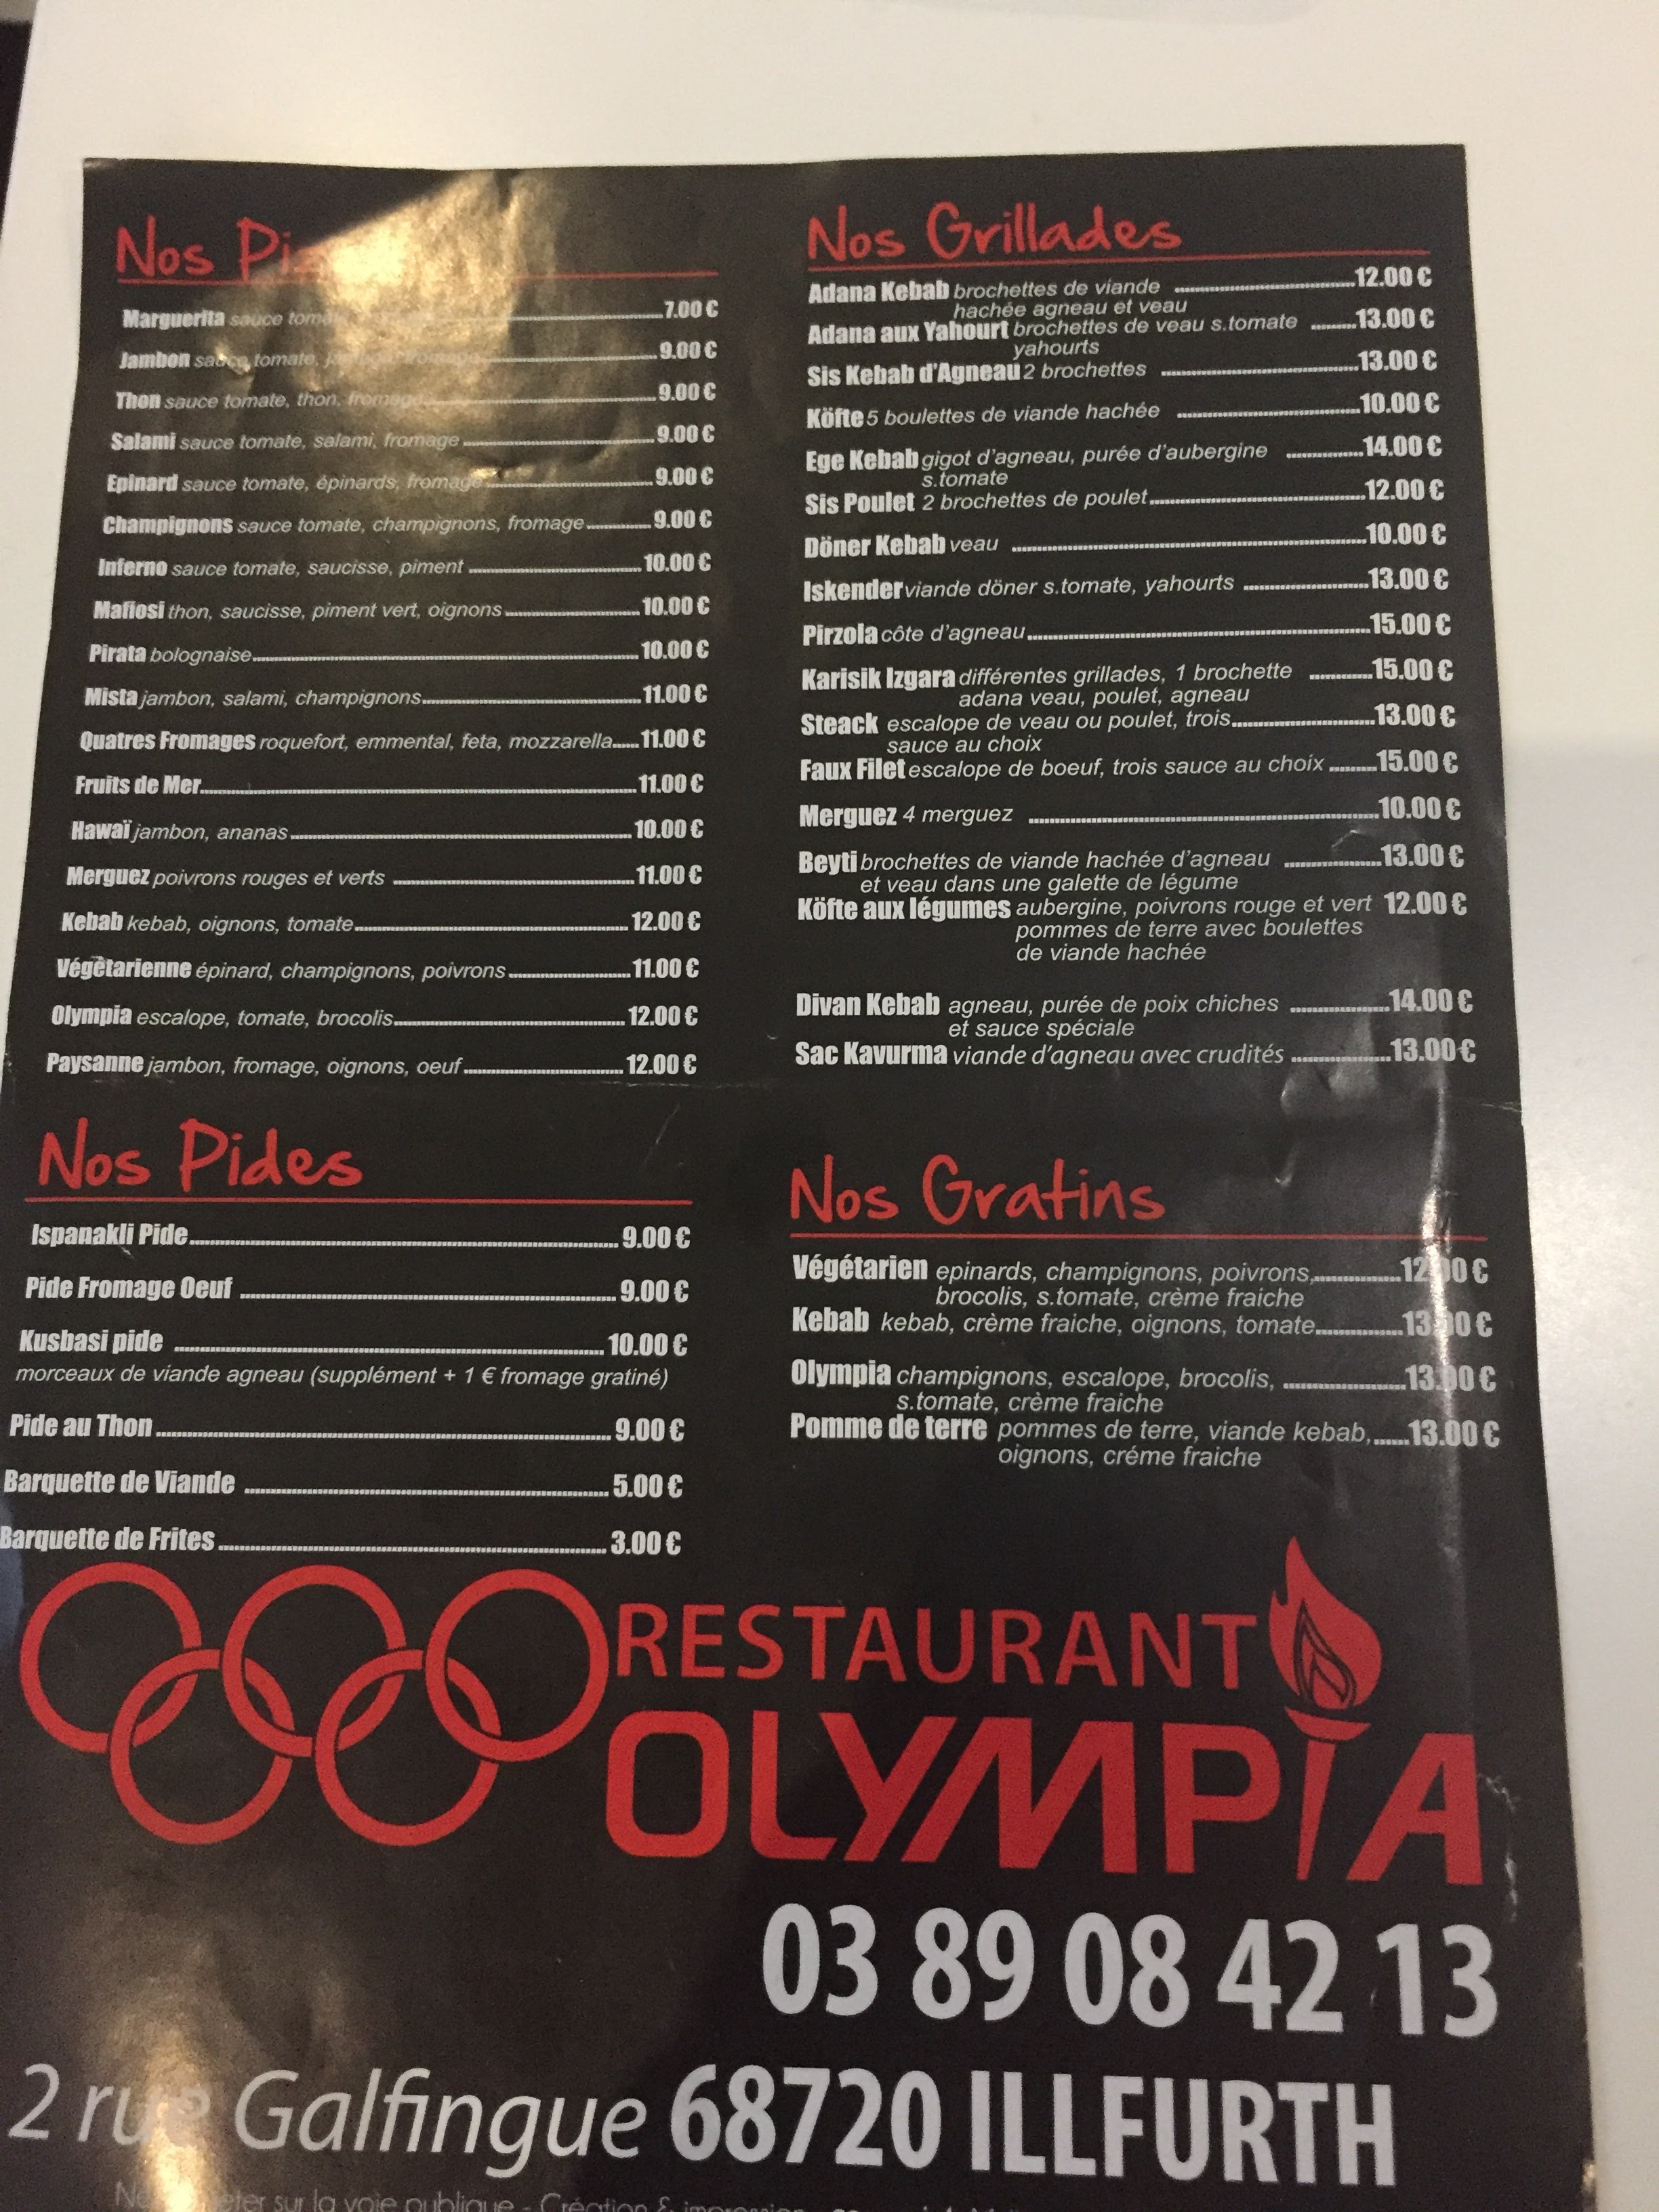 Nos
Marguerita sauce 7.00 €
Jambon sauce tomate, 9.00 €
Thon sauce tomate, thon, fromage 9.00 €
Salami sauce tomate, salami, fromage 9.00 €
Epinard sauce tomate, épinards, fromage 9.00 €
Champignons sauce tomate, champignons, fromage 9.00 €
Inferno sauce tomate, saucisse, piment 10.00 €
Mafiosi thon, saucisse, piment vert, oignons 10.00 €
Pirata bolognaise 10.00 €
Mista jambon, salami, champignons 11.00 €
Quatres Fromages roquefort, emmental, feta, mozzarella 11.00 €
Fruits de Mer 11.00 €
Hawaï jambon, ananas 10.00 €
Merguez poivrons rouges et verts 11.00 €
Kebab kebab, oignons, tomate 12.00 €
Végètarienne épinard, champignons, poivrons 11.00 €
Olympia escalope, tomate, brocolis 12.00 €
Paysanne jambon, fromage, oignons, oeuf 12.00 €
Nos Pides
Ispanakli Pide 9.00 €
Pide Fromage Oeuf 9.00 €
Kusbasi pide 10.00 €
morceaux de viande agneau (supplément + 1 € fromage gratiné)
Pide au Thon 9.00 €
Barquette de Viande 5.00 €
Barquette de Frites 3.00 €
Nos Grillades
Adana Kebab brochettes de viande 12.00 €
hachée agneau et veau
Adana aux Yahourt brochettes de veau s.tomate 13.00 €
yahourts
Sis Kebab d'Agneau 2 brochettes 13.00 €
Köfte 5 boulettes de viande hachée 10.00 €
Ege Kebab gigot d'agneau, purée d'aubergine 14.00 €
s.tomate
Sis Poulet 2 brochettes de poulet 12.00 €
Döner Kebab veau 10.00 €
Iskender viande döner s.tomate, yahourts 13.00 €
Pirzola côte d'agneau 15.00 €
Karisik Izgara différentes grillades, 1 brochette 15.00 €
adana veau, poulet, agneau
Steack escalope de veau ou poulet, trois 13.00 €
sauce au choix
Faux Filet escalope de boeuf, trois sauce au choix 15.00 €
Merguez 4 merguez 10.00 €
Beyti brochettes de viande hachée d'agneau 13.00 €
et veau dans une galette de légume
Köfte aux légumes aubergine, poivrons rouge et vert 12.00 €
pommes de terre avec boulettes
de viande hachée
Divan Kebab agneau, purée de poix chiches 14.00 €
et sauce spéciale
Sac Kavurma viande d'agneau avec crudités 13.00 €
Nos Gratins
Végétarien epinards, champignons, poivrons, 12.00 €
brocolis, s.tomate, crème fraiche
Kebab kebab, crème fraiche, oignons, tomate 13.00 €
Olympia champignons, escalope, brocolis, 13.00 €
s.tomate, crème fraiche
Pomme de terre pommes de terre, viande kebab, 13.00 €
oignons, créme fraiche
RESTAURANT
OLYMPIA
03 89 08 42 13
2 rue Galfingue 68720 ILLFURTH
sur la voie publique - Création &